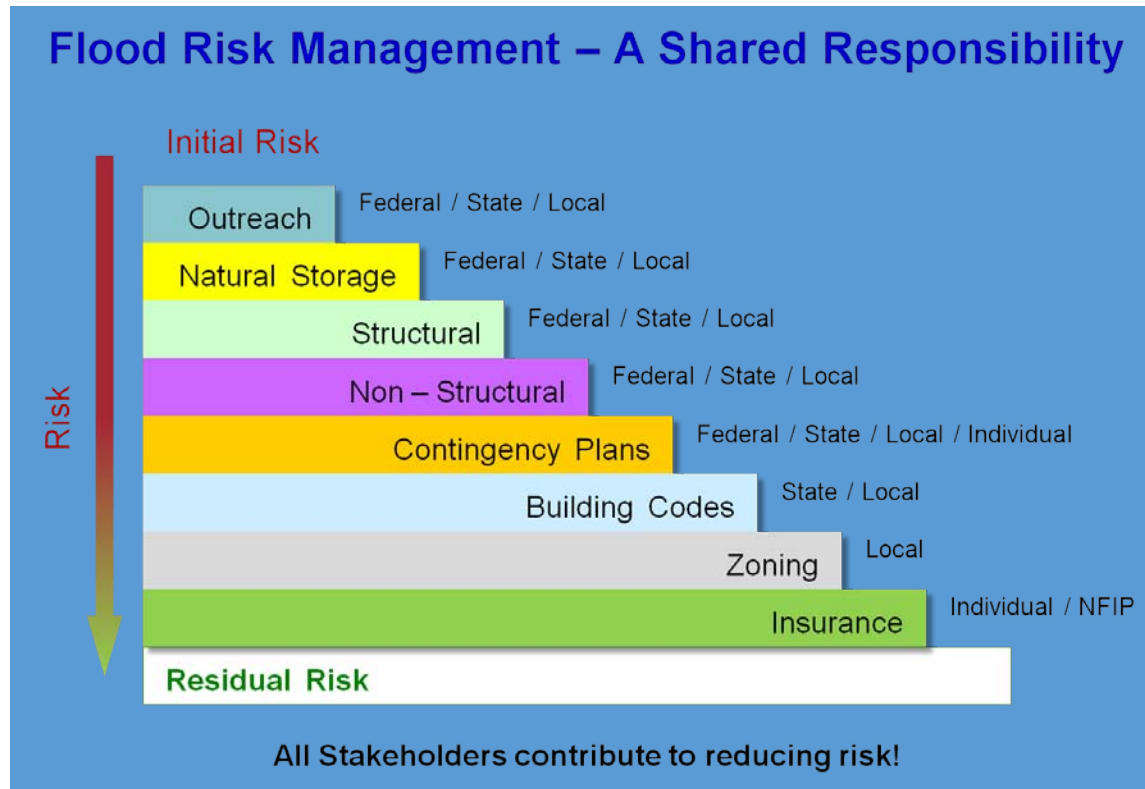 Flood Risk Management – A Shared Responsibility
Initial Risk
Outreach
Federal / State / Local
Natural Storage
Federal / State / Local
Structural
Federal / State / Local
Non – Structural
Federal / State / Local
Contingency Plans
Federal / State / Local / Individual
Building Codes
State / Local
Zoning
Local
Insurance
Individual / NFIP
Residual Risk
Risk
All Stakeholders contribute to reducing risk!